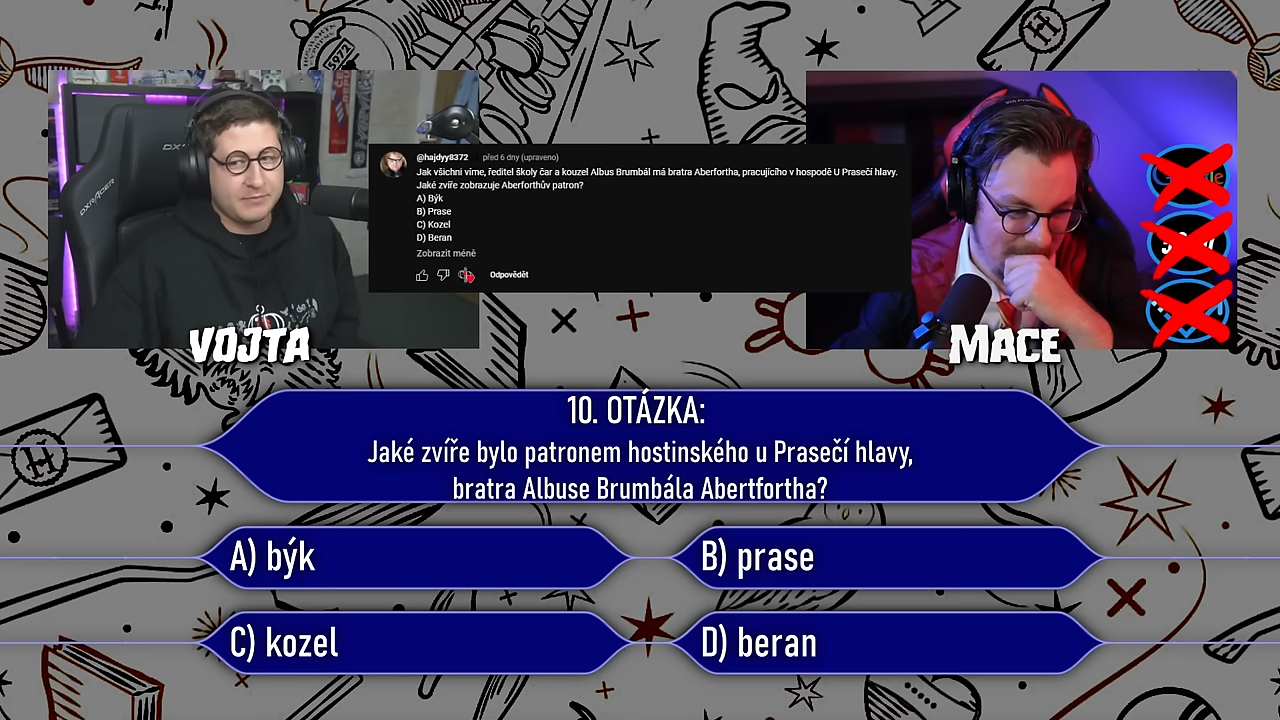 @hajdyy8372 před 6 dny (upraveno)
Jak všichni víme, ředitel školy čar a kouzel Albus Brumbál má bratra Aberfortha, pracujícího v hospodě U Prasečí hlavy.
Jaké zvíře zobrazuje Aberforthův patron?
A) Býk
B) Prase
C) Kozel
D) Beran
Zobrazit méně
Odpovědět
DXRACER
VOJTA
MACE
10. OTÁZKA:
Jaké zvíře bylo patronem hostinského u Prasečí hlavy,
bratra Albuse Brumbála Abertfortha?
A) býk
B) prase
C) kozel
D) beran